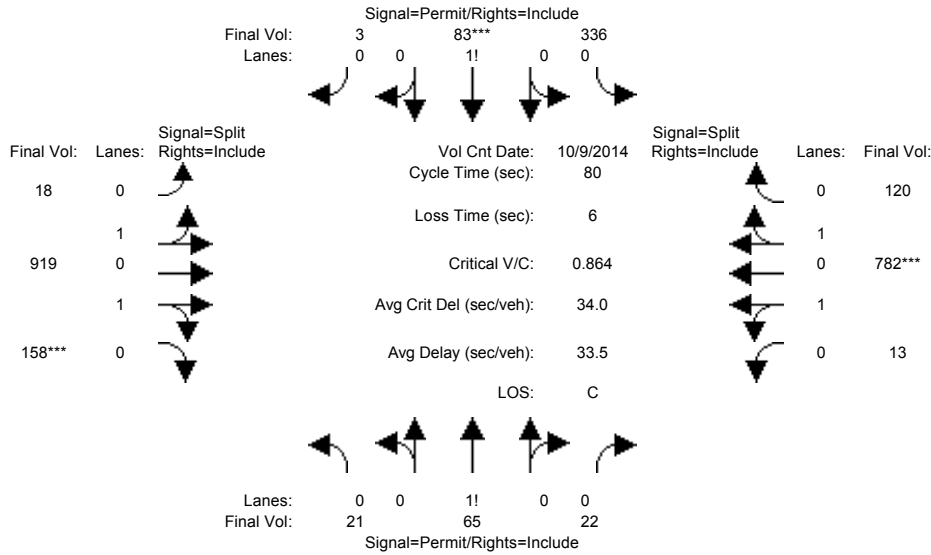 Signal=Permit/Rights=Include
Final Vol: 3 83*** 336
Lanes: 0 0 1! 0 0
Signal=Split Signal=Split
Final Vol: Lanes: Rights=Include Vol Cnt Date: 10/9/2014 Rights=Include Lanes: Final Vol:
Cycle Time (sec): 80
18 0 0 120
Loss Time (sec): 6
1 1
919 0 Critical V/C: 0.864 0 782***
1 Avg Crit Del (sec/veh): 34.0 1
158*** 0 Avg Delay (sec/veh): 33.5 0 13
LOS: C
Lanes: 0 0 1! 0 0
Final Vol: 21 65 22
Signal=Permit/Rights=Include